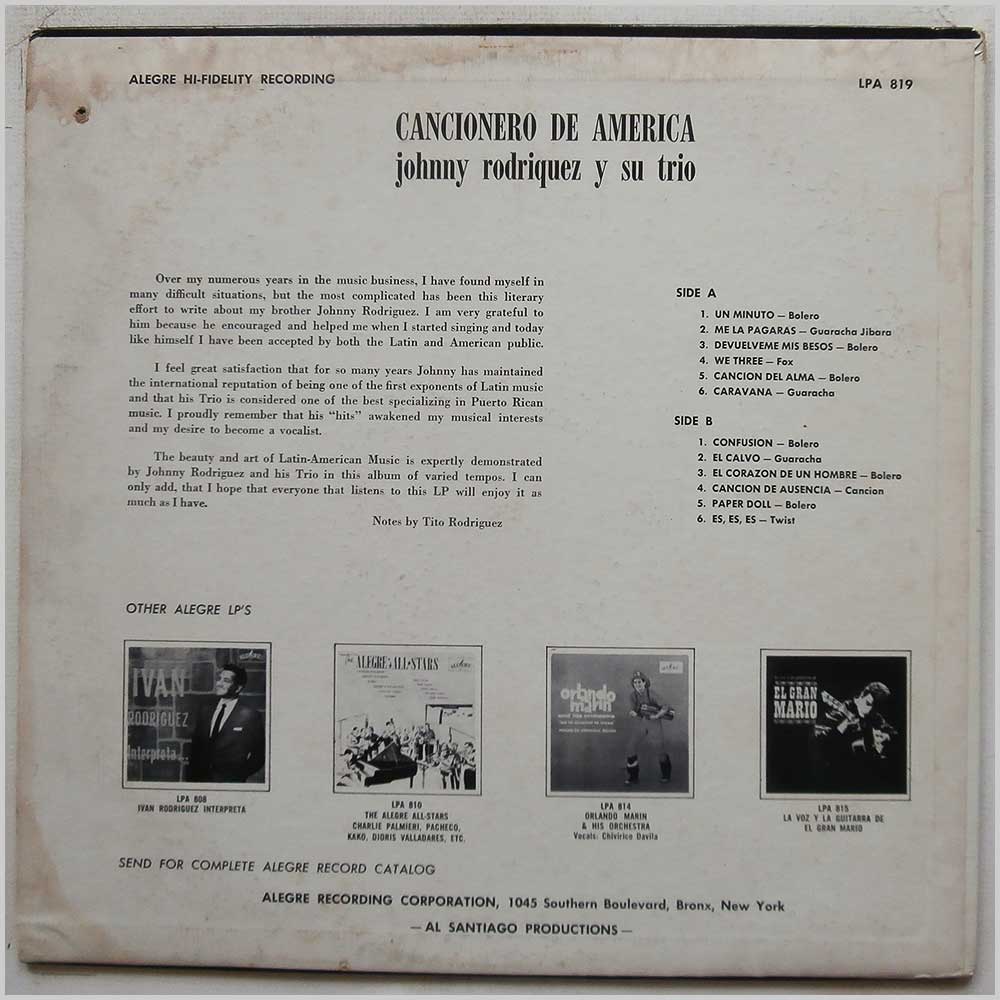 ALEGRE HI-FIDELITY RECORDING
LPA 819
CANCIONERO DE AMERICA
johnny rodriquez y su trio
Over my numerous years in the music business, I have found myself in
many difficult situations, but the most complicated has been this literary
effort to write about my brother Johnny Rodriguez. I am very grateful to
him because he encouraged and helped me when I started singing and today
like himself I have been accepted by both the Latin and American public.
I feel great satisfaction that for so many years Johnny has maintained
the international reputation of being one of the first exponents of Latin music
and that his Trio is considered one of the best specializing in Puerto Rican
music. I proudly remember that his “hits” awakened my musical interests
and my desire to become a vocalist.
The beauty and art of Latin-American Music is expertly demonstrated
by Johnny Rodriguez and his Trio in this album of varied tempos. I can
only add, that I hope that everyone that listens to this LP will enjoy it as
much as I have.
Notes by Tito Rodriguez
SIDE A
1. UN MINUTO — Bolero
2. ME LA PAGARAS — Guaracha Jibara
3. DEVUELVEME MIS BESOS — Bolero
4. WE THREE — Fox
5. CANCION DEL ALMA — Bolero
6. CARAVANA — Guaracha
SIDE B
1. CONFUSION — Bolero
2. EL CALVO — Guaracha
3. EL CORAZON DE UN HOMBRE — Bolero
4. CANCION DE AUSENCIA — Cancion
5. PAPER DOLL — Bolero
6. ES, ES, ES — Twist
OTHER ALEGRE LP'S
IVAN
RODRIGUEZ
Interpreta...
LPA 808
IVAN RODRIGUEZ INTERPRETA
The ALEGRE ALL-STARS
LPA 810
THE ALEGRE ALL-STARS
CHARLIE PALMIERI, PACHECO,
KAKO, DIORIS VALLADARES, ETC.
orlando
marin
and his orchestra
LPA 814
ORLANDO MARIN
& HIS ORCHESTRA
Vocals: Chivirico Davila
EL GRAN
MARIO
LPA 815
LA VOZ Y LA GUITARRA DE
EL GRAN MARIO
SEND FOR COMPLETE ALEGRE RECORD CATALOG
ALEGRE RECORDING CORPORATION, 1045 Southern Boulevard, Bronx, New York
— AL SANTIAGO PRODUCTIONS —